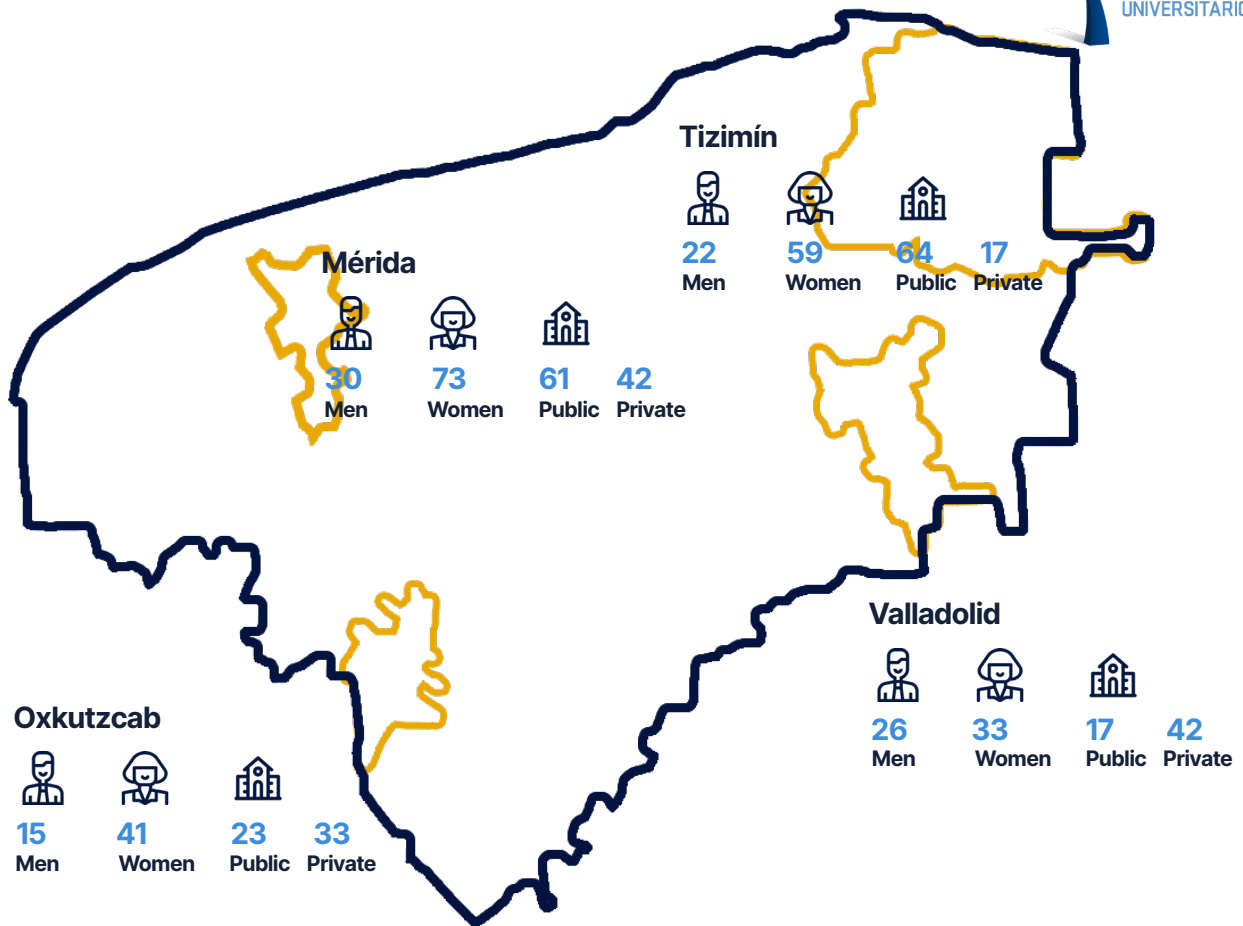 UNIVERSITARIO
Tizimín
22 59 64 17
Men Women Public Private
Mérida
30 73 61 42
Men Women Public Private
Valladolid
26 33 17 42
Men Women Public Private
Oxkutzcab
15 41 23 33
Men Women Public Private